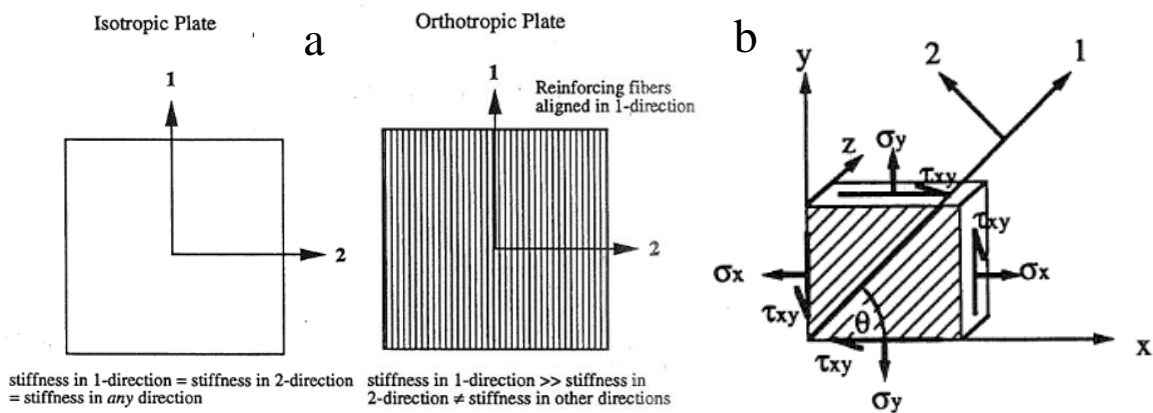 Isotropic Plate
a
Orthotropic Plate
b
1
2
1
Reinforcing fibers
aligned in 1-direction
2
stiffness in 1-direction = stiffness in 2-direction
= stiffness in any direction
stiffness in 1-direction >> stiffness in
2-direction ≠ stiffness in other directions
y
2
1
z
σy
τxy
τxy
σx
σx
τxy
θ
x
τxy
σy